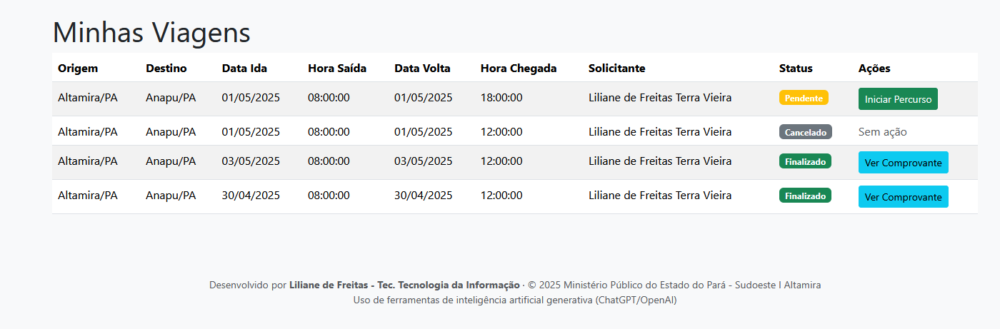 Minhas Viagens
Origem Destino Data Ida Hora Saída Data Volta Hora Chegada Solicitante Status Ações
Altamira/PA Anapu/PA 01/05/2025 08:00:00 01/05/2025 18:00:00 Liliane de Freitas Terra Vieira Pendente Iniciar Percurso
Altamira/PA Anapu/PA 01/05/2025 08:00:00 01/05/2025 12:00:00 Liliane de Freitas Terra Vieira Cancelado Sem ação
Altamira/PA Anapu/PA 03/05/2025 08:00:00 03/05/2025 12:00:00 Liliane de Freitas Terra Vieira Finalizado Ver Comprovante
Altamira/PA Anapu/PA 30/04/2025 08:00:00 30/04/2025 12:00:00 Liliane de Freitas Terra Vieira Finalizado Ver Comprovante
Desenvolvido por Liliane de Freitas - Tec. Tecnologia da Informação · © 2025 Ministério Público do Estado do Pará - Sudoeste I Altamira
Uso de ferramentas de inteligência artificial generativa (ChatGPT/OpenAI)